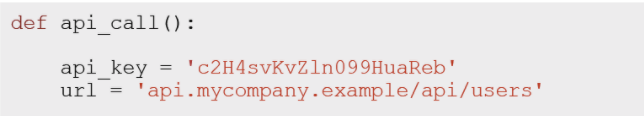 def api_call():
api_key = 'c2H4svKvZln099HuaReb'
url = 'api.mycompany.example/api/users'